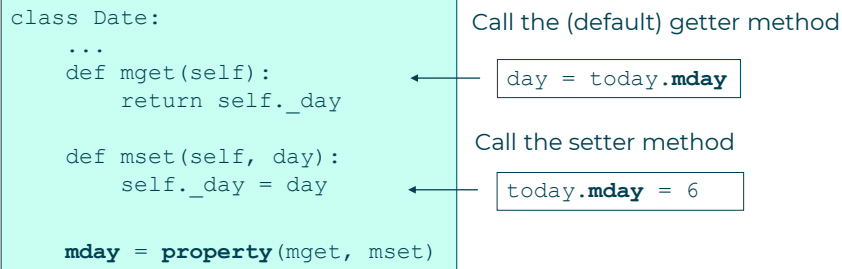 class Date:
    ...
    def mget(self):
        return self._day
    def mset(self, day):
        self._day = day
    mday = property(mget, mset)
Call the (default) getter method
day = today.mday
Call the setter method
today.mday = 6